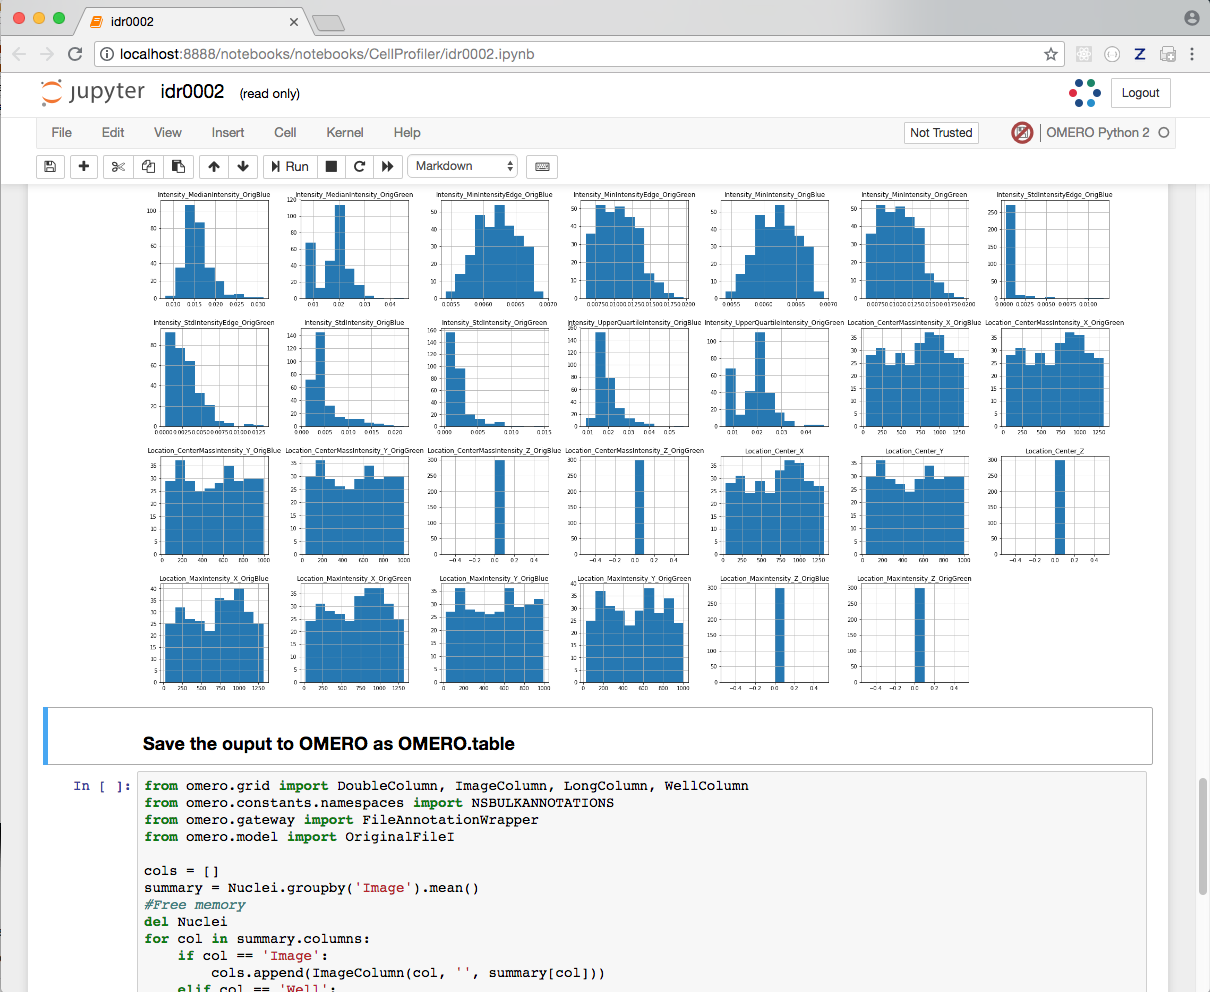 idr0002
localhost:8888/notebooks/notebooks/CellProfiler/idr0002.ipynb
jupyter idr0002 (read only)
Logout
File Edit View Insert Cell Kernel Help
Not Trusted
OMERO Python 2
Run
Markdown
Intensity_MedianIntensity_OrigBlue
Intensity_MedianIntensity_OrigGreen
Intensity_MinIntensityEdge_OrigBlue
Intensity_MinIntensityEdge_OrigGreen
Intensity_MinIntensity_OrigBlue
Intensity_MinIntensity_OrigGreen
Intensity_StdIntensityEdge_OrigBlue
Intensity_StdIntensityEdge_OrigGreen
Intensity_StdIntensity_OrigBlue
Intensity_StdIntensity_OrigGreen
Intensity_UpperQuartileIntensity_OrigBlue
Intensity_UpperQuartileIntensity_OrigGreen
Location_CenterMassIntensity_X_OrigBlue
Location_CenterMassIntensity_X_OrigGreen
Location_CenterMassIntensity_Y_OrigBlue
Location_CenterMassIntensity_Y_OrigGreen
Location_CenterMassIntensity_Z_OrigBlue
Location_CenterMassIntensity_Z_OrigGreen
Location_Center_X
Location_Center_Y
Location_Center_Z
Location_MaxIntensity_X_OrigBlue
Location_MaxIntensity_X_OrigGreen
Location_MaxIntensity_Y_OrigBlue
Location_MaxIntensity_Y_OrigGreen
Location_MaxIntensity_Z_OrigBlue
Location_MaxIntensity_Z_OrigGreen
Save the ouput to OMERO as OMERO.table
In [ ]: from omero.grid import DoubleColumn, ImageColumn, LongColumn, WellColumn
from omero.constants.namespaces import NSBULKANNOTATIONS
from omero.gateway import FileAnnotationWrapper
from omero.model import OriginalFileI
cols = []
summary = Nuclei.groupby('Image').mean()
#Free memory
del Nuclei
for col in summary.columns:
if col == 'Image':
cols.append(ImageColumn(col, '', summary[col]))
elif col == 'Well':